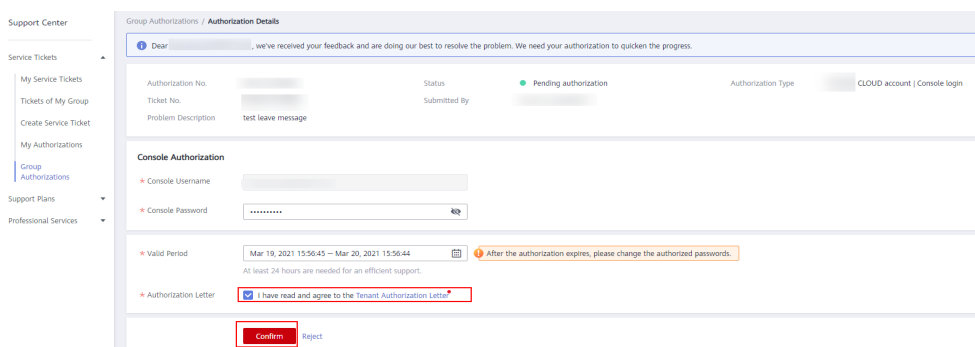 Support Center
Group Authorizations / Authorization Details
Dear , we've received your feedback and are doing our best to resolve the problem. We need your authorization to quicken the progress.
Service Tickets
My Service Tickets
Tickets of My Group
Create Service Ticket
My Authorizations
Group
Authorizations
Support Plans
Professional Services
Authorization No.
Status Pending authorization
Authorization Type CLOUD account | Console login
Ticket No.
Submitted By
Problem Description test leave message
Console Authorization
* Console Username
* Console Password ••••••••••
* Valid Period Mar 19, 2021 15:56:45 — Mar 20, 2021 15:56:44
After the authorization expires, please change the authorized passwords.
At least 24 hours are needed for an efficient support.
* Authorization Letter I have read and agree to the Tenant Authorization Letter
Confirm Reject